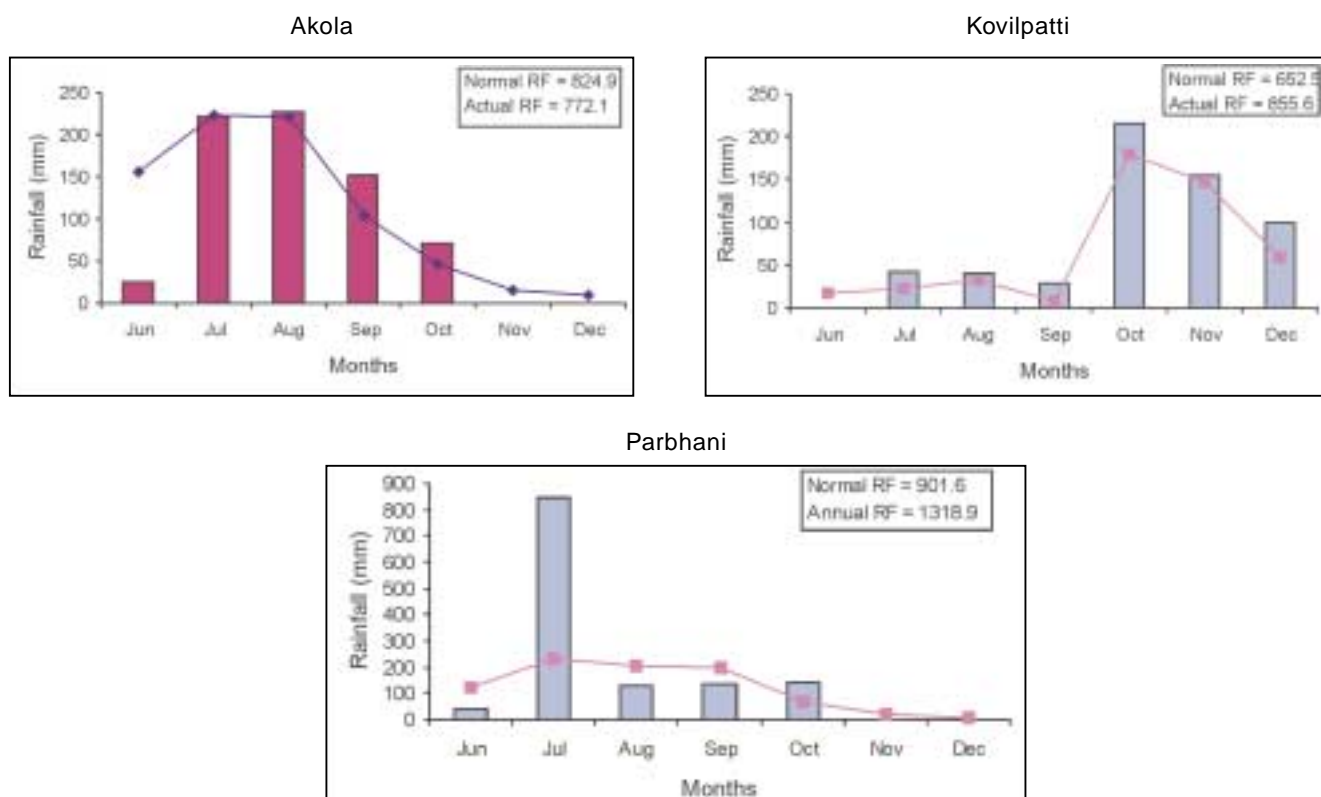 Akola
Normal RF = 824.9
Actual RF = 772.1
Rainfall (mm)
250
200
150
100
50
0
Jun Jul Aug Sep Oct Nov Dec
Months
Kovilpatti
Normal RF = 652.5
Actual RF = 855.6
Rainfall (mm)
250
200
150
100
50
0
Jun Jul Aug Sep Oct Nov Dec
Months
Parbhani
Normal RF = 901.6
Annual RF = 1318.9
Rainfall (mm)
900
800
700
600
500
400
300
200
100
0
Jun Jul Aug Sep Oct Nov Dec
Months